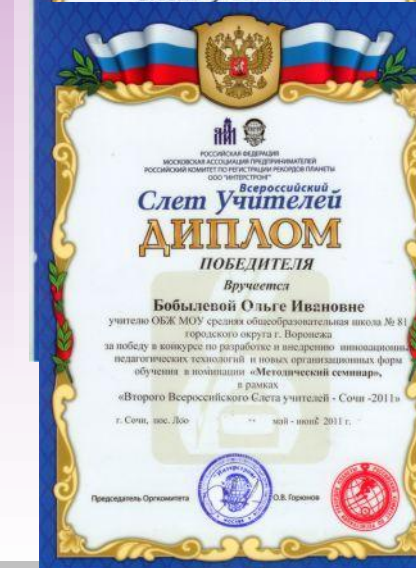 РОССИЙСКАЯ ФЕДЕРАЦИЯ
МОСКОВСКАЯ АССОЦИАЦИЯ ПРЕДПРИНИМАТЕЛЕЙ
РОССИЙСКИЙ КОМИТЕТ ПО РЕГИСТРАЦИИ РЕКОРДОВ ПЛАНЕТЫ
ООО "ИНТЕРСТРОНГ"
Всероссийский
Слет Учителей
ДИПЛОМ
ПОБЕДИТЕЛЯ
Вручается
Бобылевой Ольге Ивановне
учителю ОБЖ МОУ средняя общеобразовательная школа № 81
городского округа г. Воронежа
за победу в конкурсе по разработке и внедрению инновационны
педагогических технологий и новых организационных форм
обучения в номинации «Методический семинар»,
в рамках
«Второго Всероссийского Слета учителей - Сочи -2011»
г. Сочи, пос. Лоо май - июнь 2011 г.
Председатель Оргкомитета О.В. Горюнов
Интерстронг
РОССИЯ